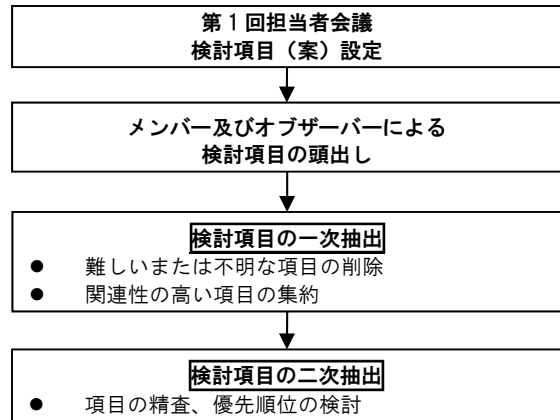 第１回担当者会議
検討項目（案）設定
メンバー及びオブザーバーによる
検討項目の頭出し
検討項目の一次抽出
● 難しいまたは不明な項目の削除
● 関連性の高い項目の集約
検討項目の二次抽出
● 項目の精査、優先順位の検討